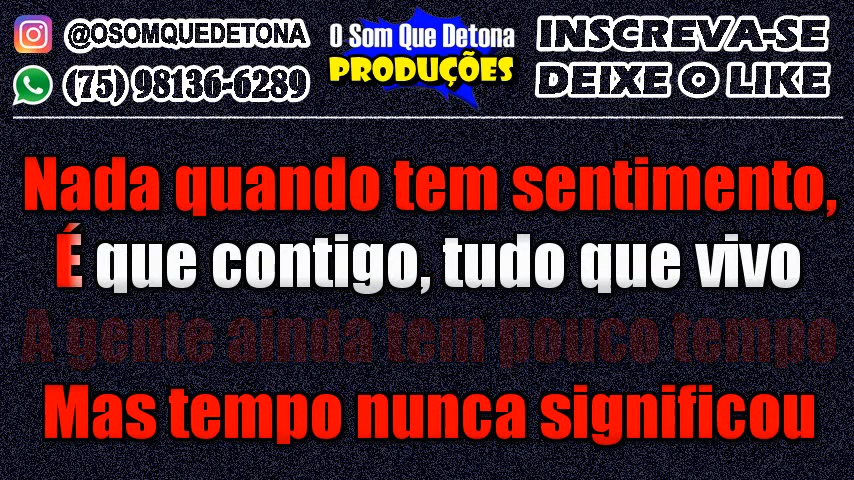 @OSOMQUEDETONA
(75) 98136-6289
O Som Que Detona
PRODUÇÕES
INSCREVA-SE
DEIXE O LIKE
Nada quando tem sentimento,
É que contigo, tudo que vivo
A gente ainda tem pouco tempo
Mas tempo nunca significou